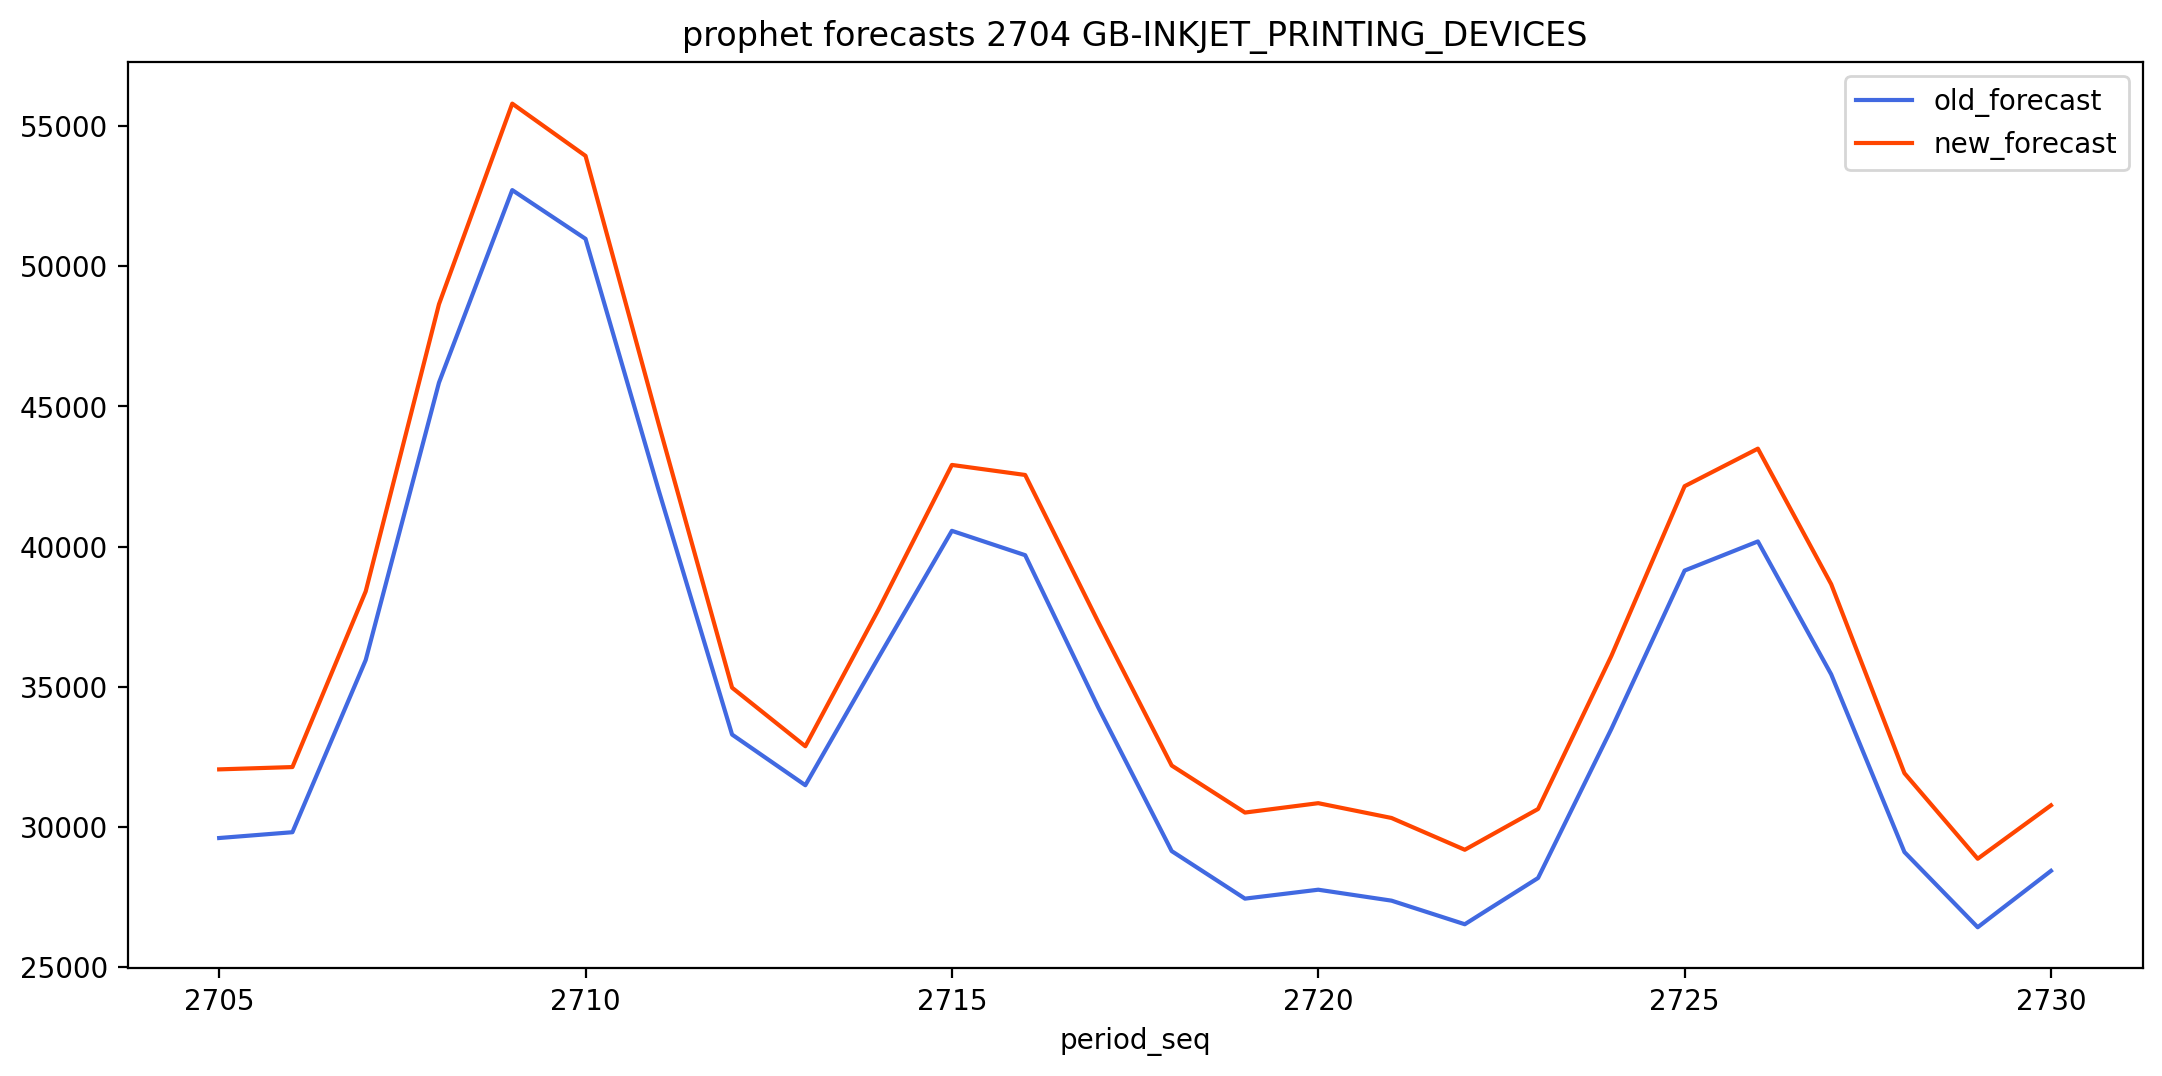 prophet forecasts 2704 GB-INKJET_PRINTING_DEVICES
old_forecast
new_forecast
55000
50000
45000
40000
35000
30000
25000
2705 2710 2715 2720 2725 2730
period_seq